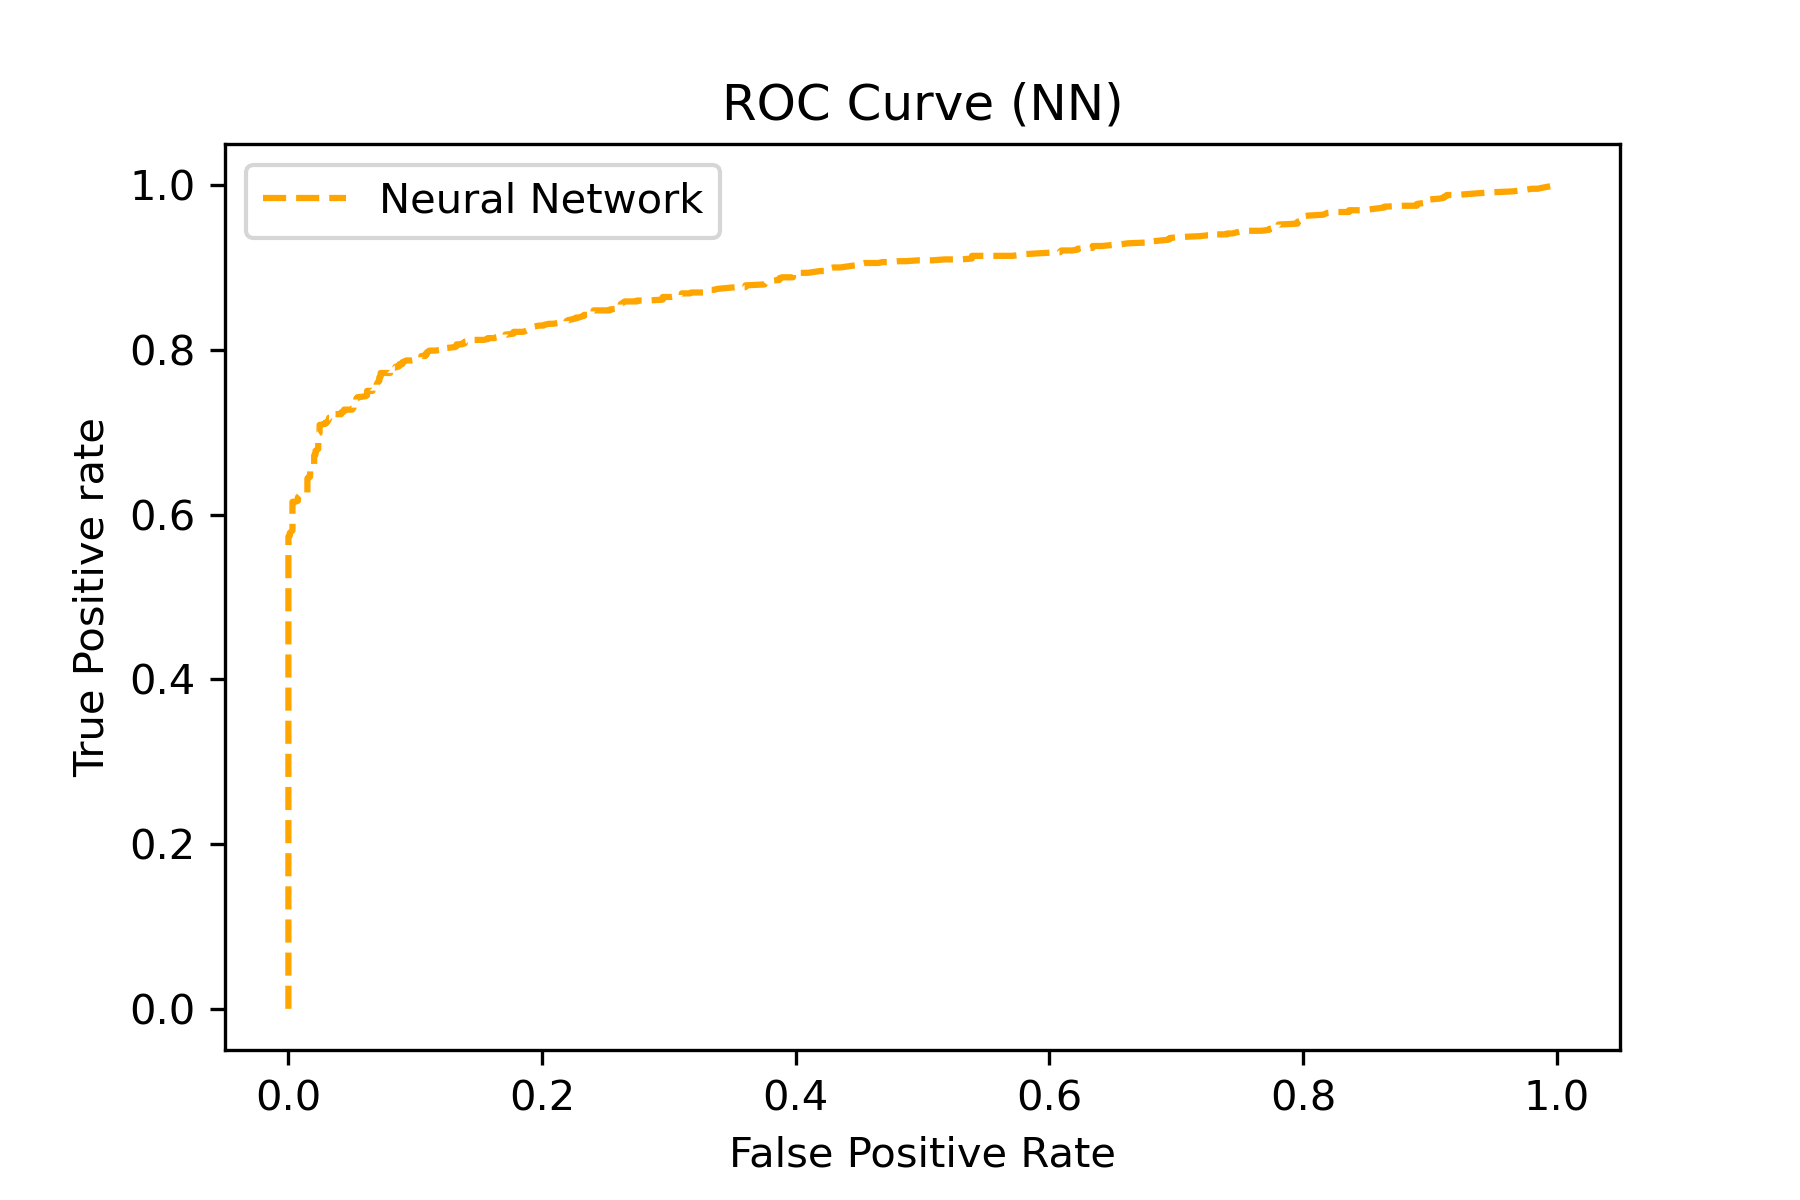 ROC Curve (NN)
Neural Network
1.0
0.8
0.6
0.4
0.2
0.0
True Positive rate
0.0 0.2 0.4 0.6 0.8 1.0
False Positive Rate